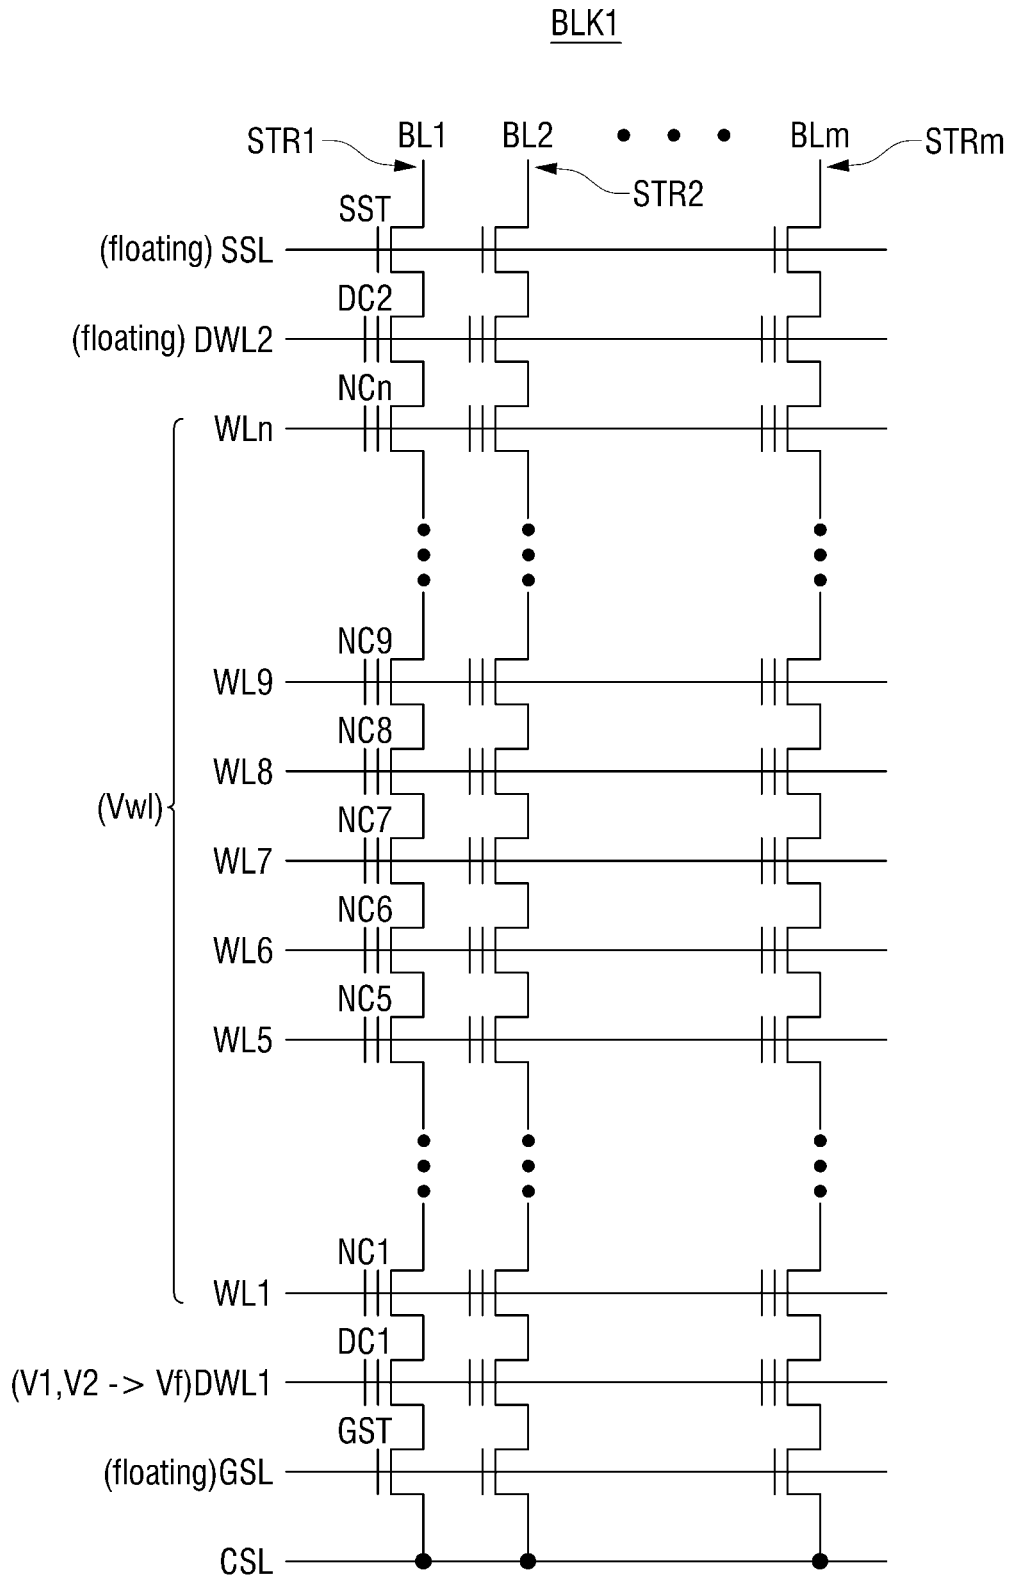 BLK1
STR1 BL1 BL2 BLm STRm
STR2
SST
(floating) SSL
DC2
(floating) DWL2
NCn
WLn
NC9
WL9
NC8
WL8
(Vwl)
NC7
WL7
NC6
WL6
NC5
WL5
NC1
WL1
DC1
(V1,V2 -> Vf)DWL1
GST
(floating)GSL
CSL